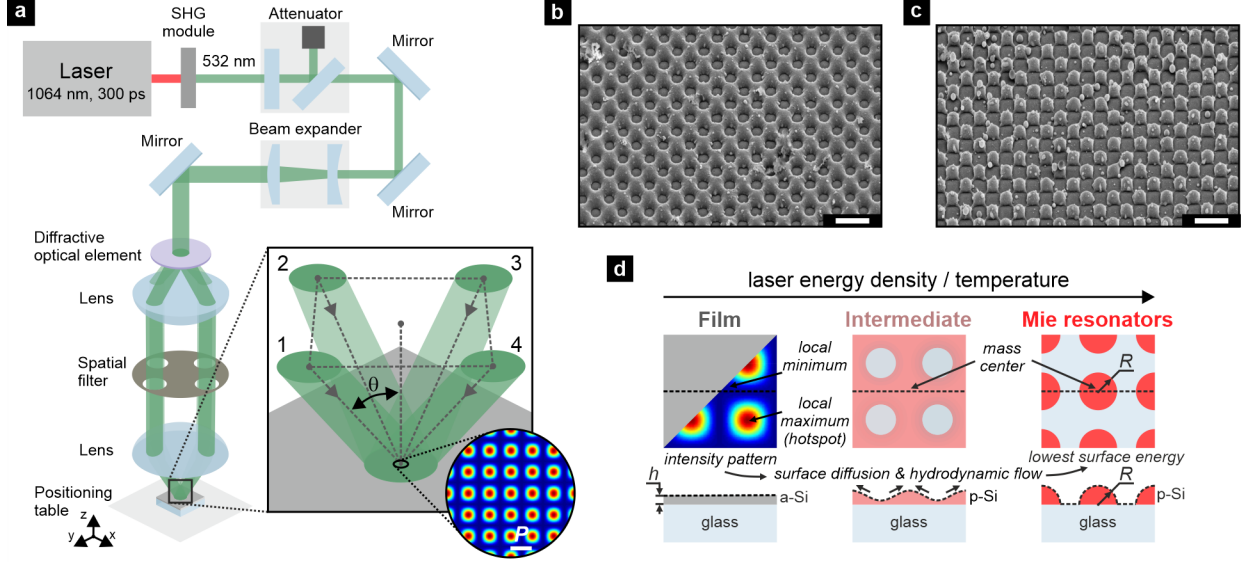 a
SHG
module
Attenuator
Mirror
Laser
1064 nm, 300 ps
532 nm
Mirror
Beam expander
Mirror
Diffractive
optical element
Lens
Spatial
filter
Lens
Positioning
table
z
y
x
2
3
1
4
θ
P
b
c
d
laser energy density / temperature
Film
Intermediate
Mie resonators
local
minimum
mass
center
R
local
maximum
(hotspot)
intensity pattern
lowest surface energy
surface diffusion & hydrodynamic flow
h
a-Si
p-Si
R
p-Si
glass
glass
glass